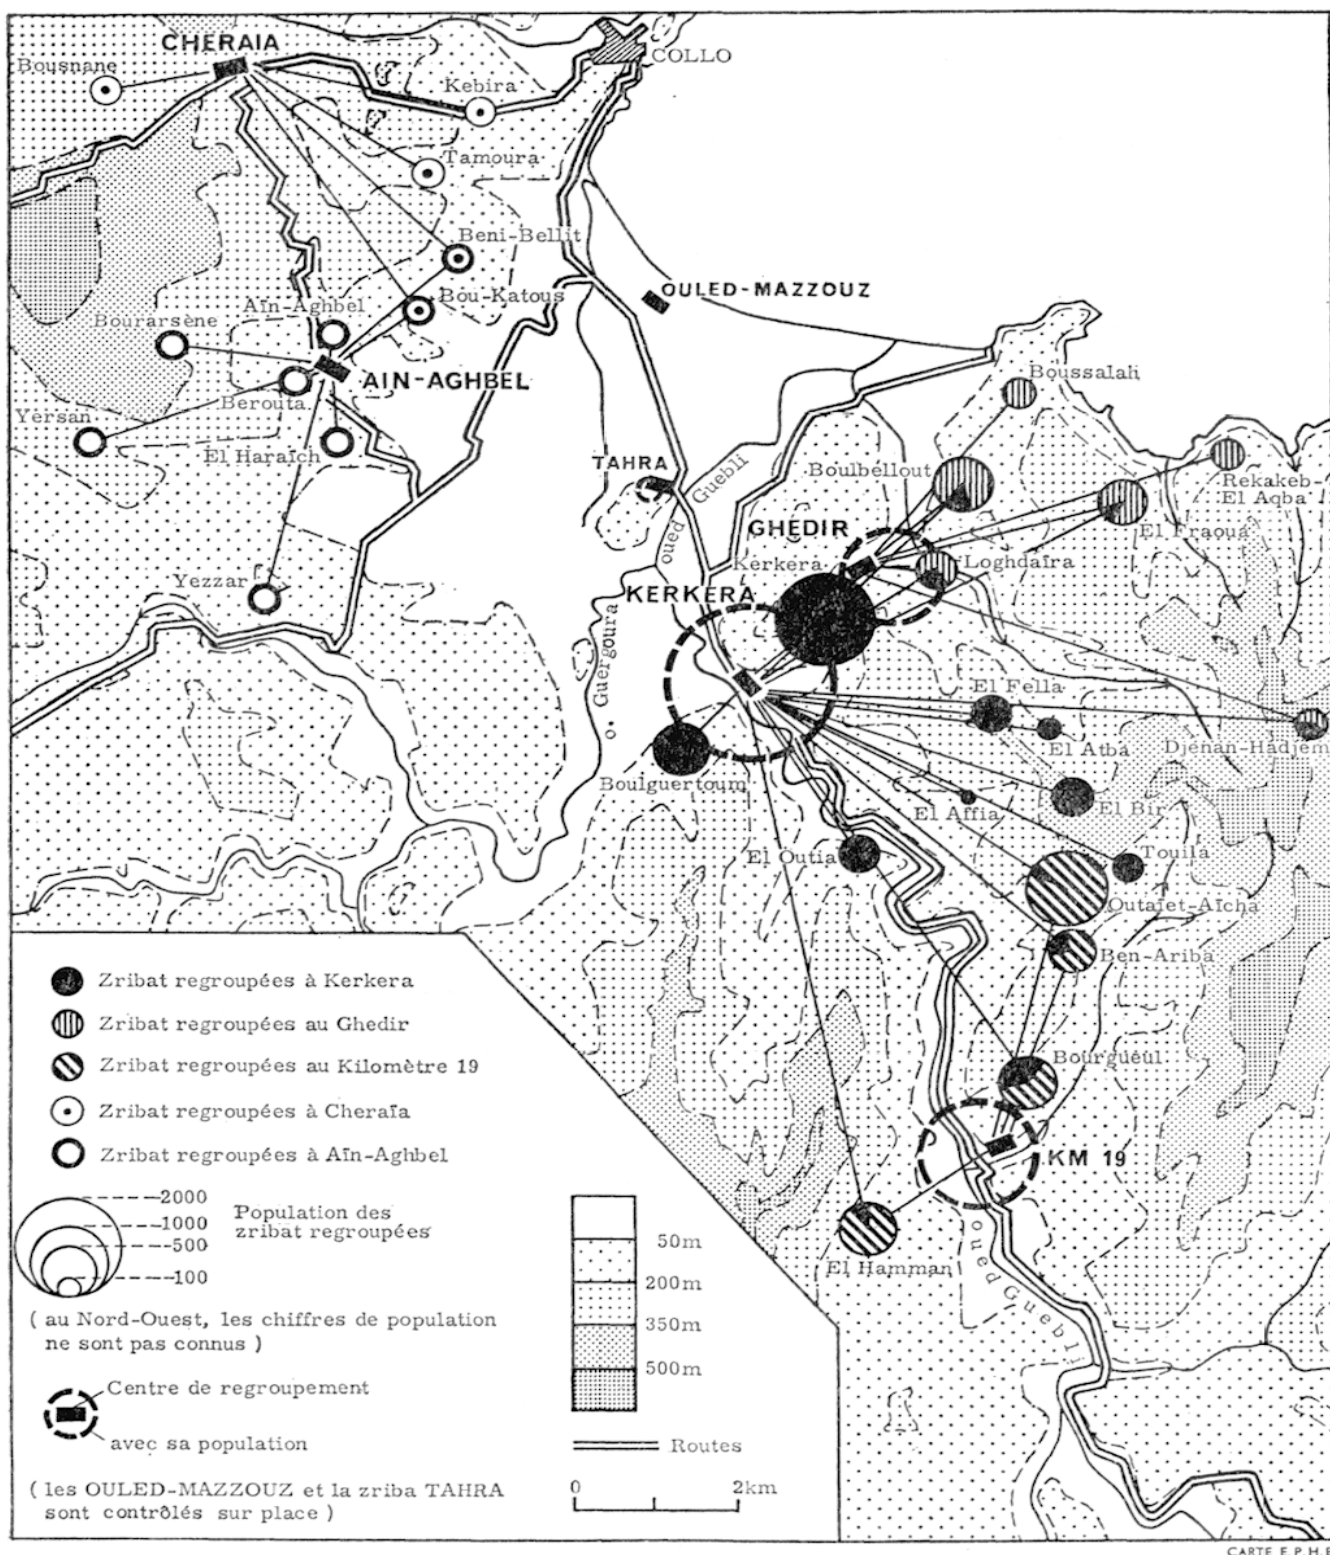 CHERAIA
COLLO
Bousnane
Kebira
Tamoura
Beni-Bellit
OULED-MAZZOUZ
Bou-Katous
Aïn-Aghbel
Bourarsène
Boussalah
AIN-AGHBEL
Berouta
Yersan
El Haraïch
TAHRA
Guebli
oued
Boulbellout
Rekakeb-
El Aqba
El Fraoua
GHEDIR
Kerkera
Loghdaïra
Yezzar
KERKERA
o. Guergoura
El Fella
El Atba
Djenan-Hadjem
Boulguertoum
El Affia
El Bir
El Outia
Touila
Outaïet-Aïcha
Ben-Ariba
Bourgueul
KM 19
El Hamman
oued Guebli
Zribat regroupées à Kerkera
Zribat regroupées au Ghedir
Zribat regroupées au Kilomètre 19
Zribat regroupées à Cheraïa
Zribat regroupées à Aïn-Aghbel
2000
1000
500
100
Population des
zribat regroupées
( au Nord-Ouest, les chiffres de population
ne sont pas connus )
Centre de regroupement
avec sa population
( les OULED-MAZZOUZ et la zriba TAHRA
sont contrôlés sur place )
50m
200m
350m
500m
Routes
0 2km
CARTE E.P.H.E